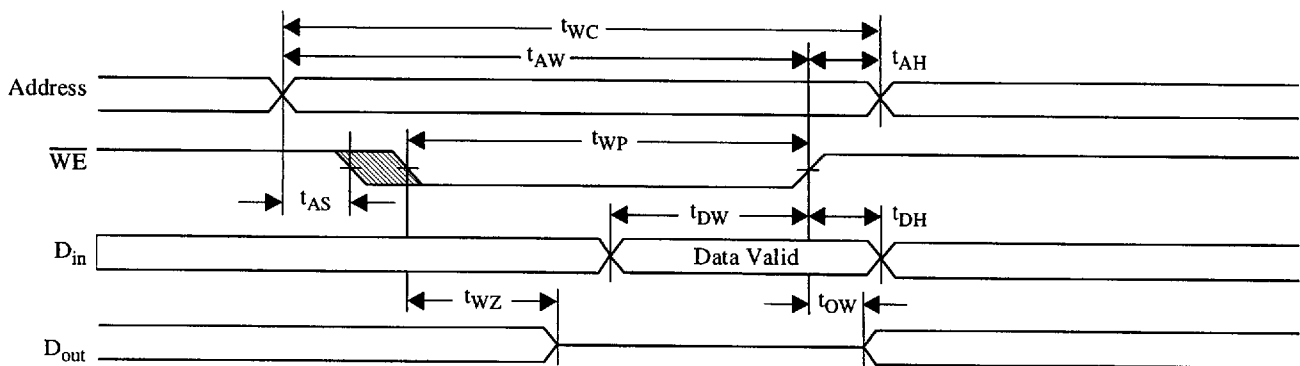 t_WC
t_AW t_AH
Address
t_WP
W̅E̅
t_AS t_DW t_DH
D_in Data Valid
t_WZ t_OW
D_out